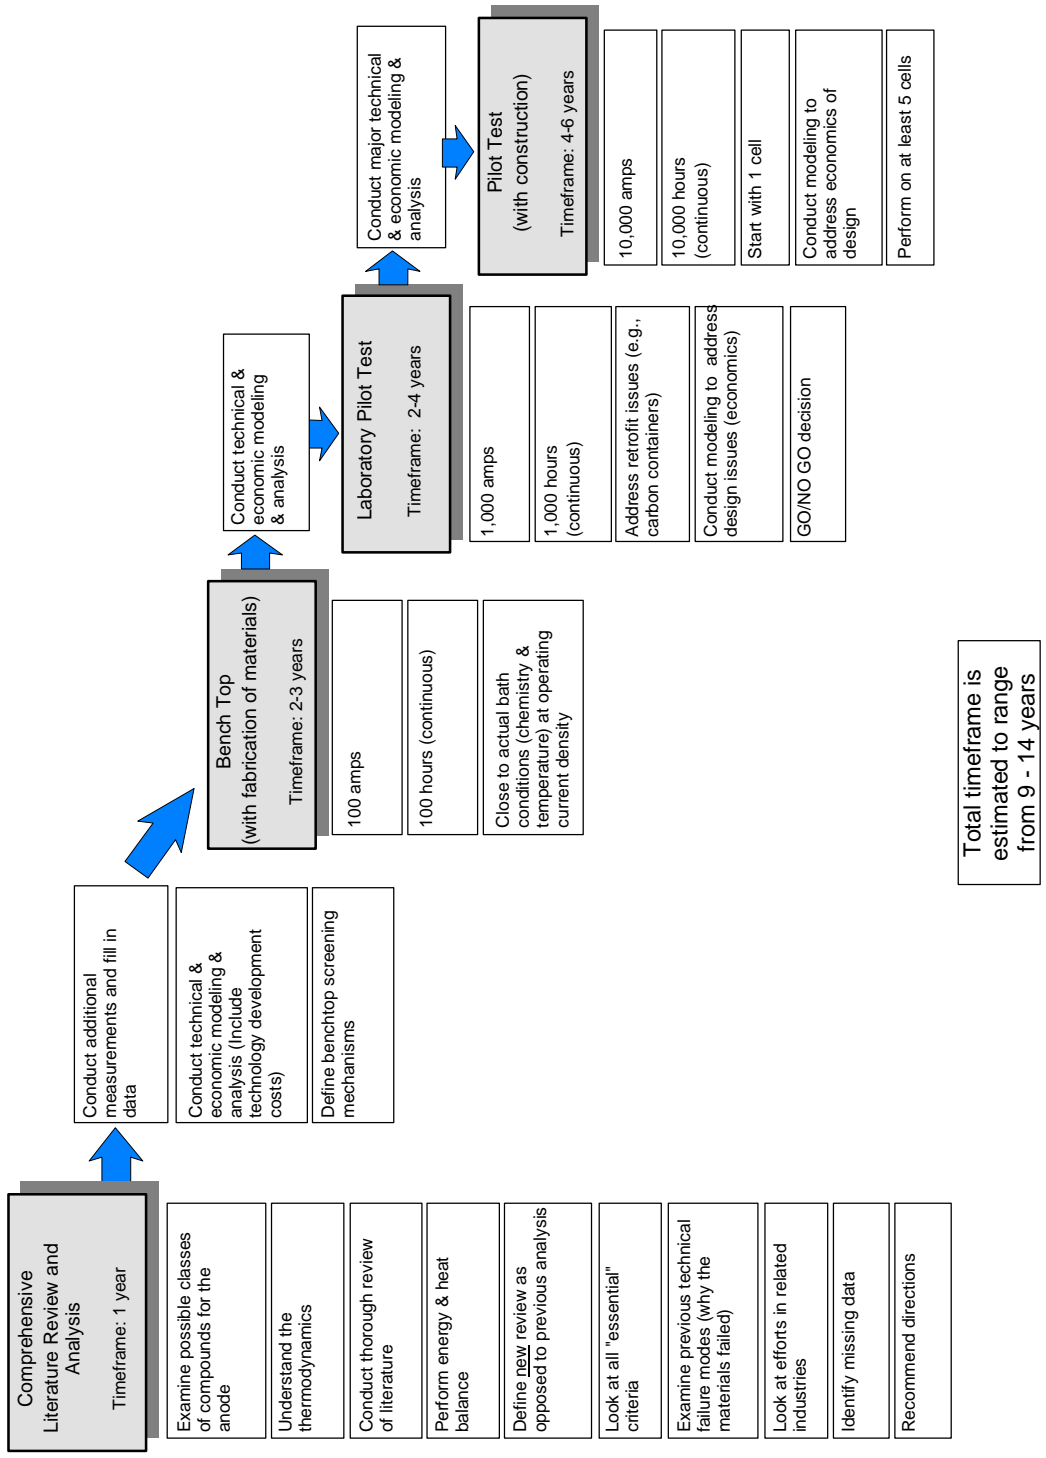 Comprehensive
Literature Review and
Analysis
Timeframe: 1 year
Examine possible classes
of compounds for the
anode
Understand the
thermodynamics
Conduct thorough review
of literature
Perform energy & heat
balance
Define new review as
opposed to previous analysis
Look at all "essential"
criteria
Examine previous technical
failure modes (why the
materials failed)
Look at efforts in related
industries
Identify missing data
Recommend directions
Conduct additional
measurements and fill in
data
Conduct technical &
economic modeling &
analysis (Include
technology development
costs)
Define benchtop screening
mechanisms
Bench Top
(with fabrication of materials)
Timeframe: 2-3 years
100 amps
100 hours (continuous)
Close to actual bath
conditions (chemistry &
temperature) at operating
current density
Conduct technical &
economic modeling
& analysis
Laboratory Pilot Test
Timeframe: 2-4 years
1,000 amps
1,000 hours
(continuous)
Address retrofit issues (e.g.,
carbon containers)
Conduct modeling to address
design issues (economics)
GO/NO GO decision
Conduct major technical
& economic modeling &
analysis
Pilot Test
(with construction)
Timeframe: 4-6 years
10,000 amps
10,000 hours
(continuous)
Start with 1 cell
Conduct modeling to
address economics of
design
Perform on at least 5 cells
Total timeframe is
estimated to range
from 9 - 14 years